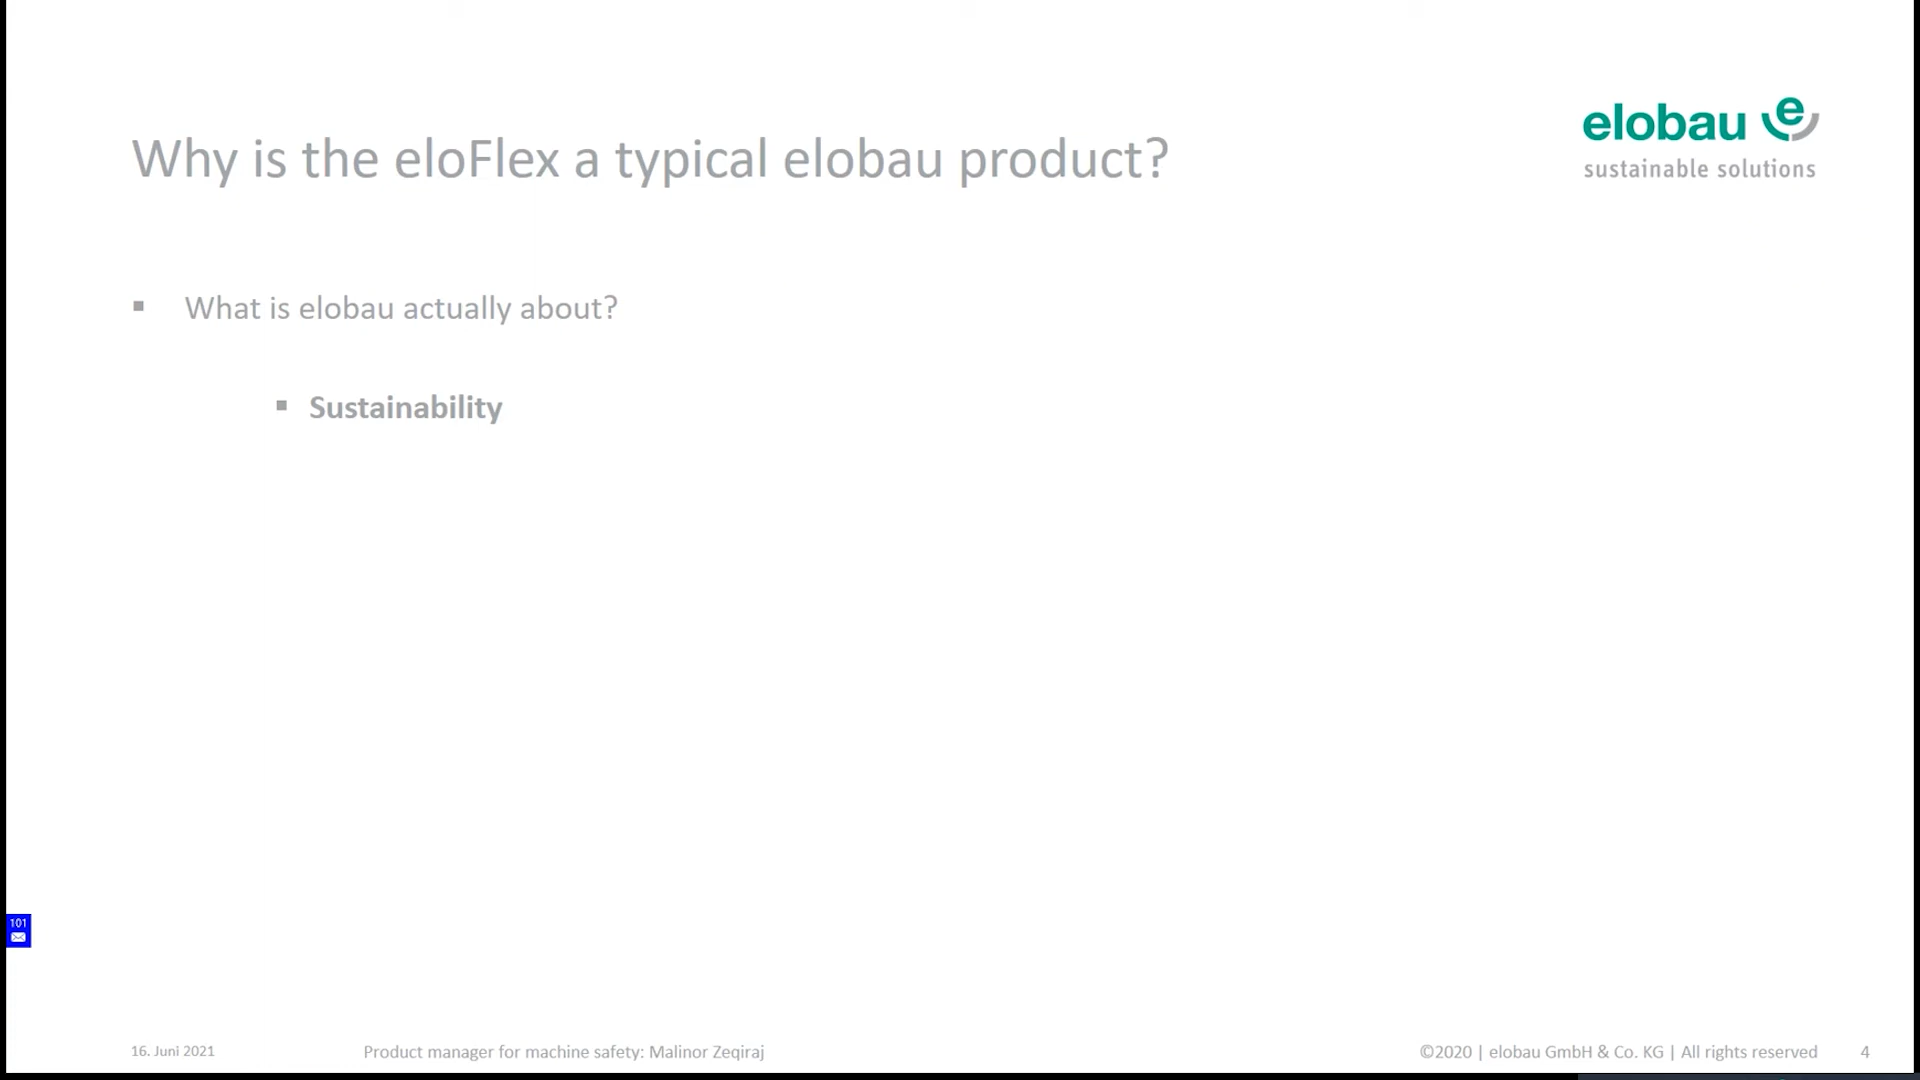 Why is the eloFlex a typical elobau product?
elobau e
sustainable solutions
▪ What is elobau actually about?
▪ Sustainability
101
16. Juni 2021
Product manager for machine safety: Malinor Zeqiraj
©2020 | elobau GmbH & Co. KG | All rights reserved
4